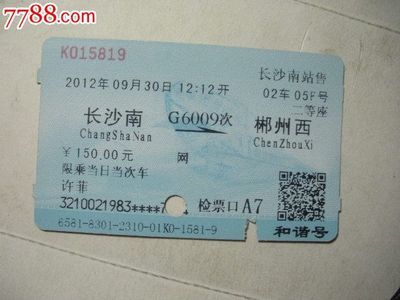 7788.com
K015819
长沙南站售
2012年09月30日 12:12开
02车 05F号
二等座
长沙南 G6009次 郴州西
ChangShaNan ChenZhouXi
￥150.00元 网
限乘当日当次车
许菲
3210021983****7 4 检票口A7
6581-8301-2310-01K0-1581-9
和谐号